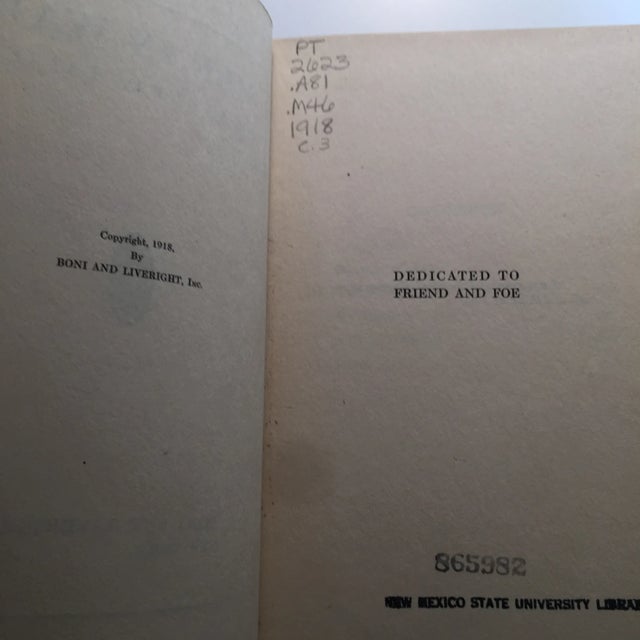 Copyright, 1918,
By
BONI AND LIVERIGHT, Inc.
PT
2623
.A81
.M46
1918
C.3
DEDICATED TO
FRIEND AND FOE
865982
NEW MEXICO STATE UNIVERSITY LIBRAR